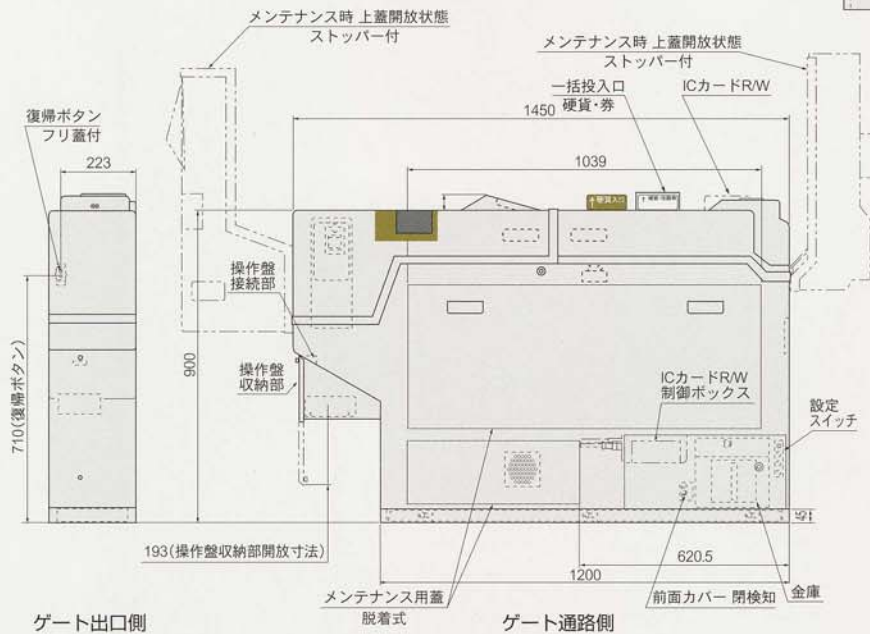 メンテナンス時 上蓋開放状態
ストッパー付
メンテナンス時 上蓋開放状態
ストッパー付
一括投入口
硬貨・券
ICカードR/W
復帰ボタン
フリ蓋付
1450
223
1039
硬貨入口
操作盤
接続部
900
710(復帰ボタン)
操作盤
収納部
ICカードR/W
制御ボックス
設定
スイッチ
45
193(操作盤収納部開放寸法)
620.5
1200
メンテナンス用蓋
脱着式
前面カバー 閉検知
金庫
ゲート出口側
ゲート通路側